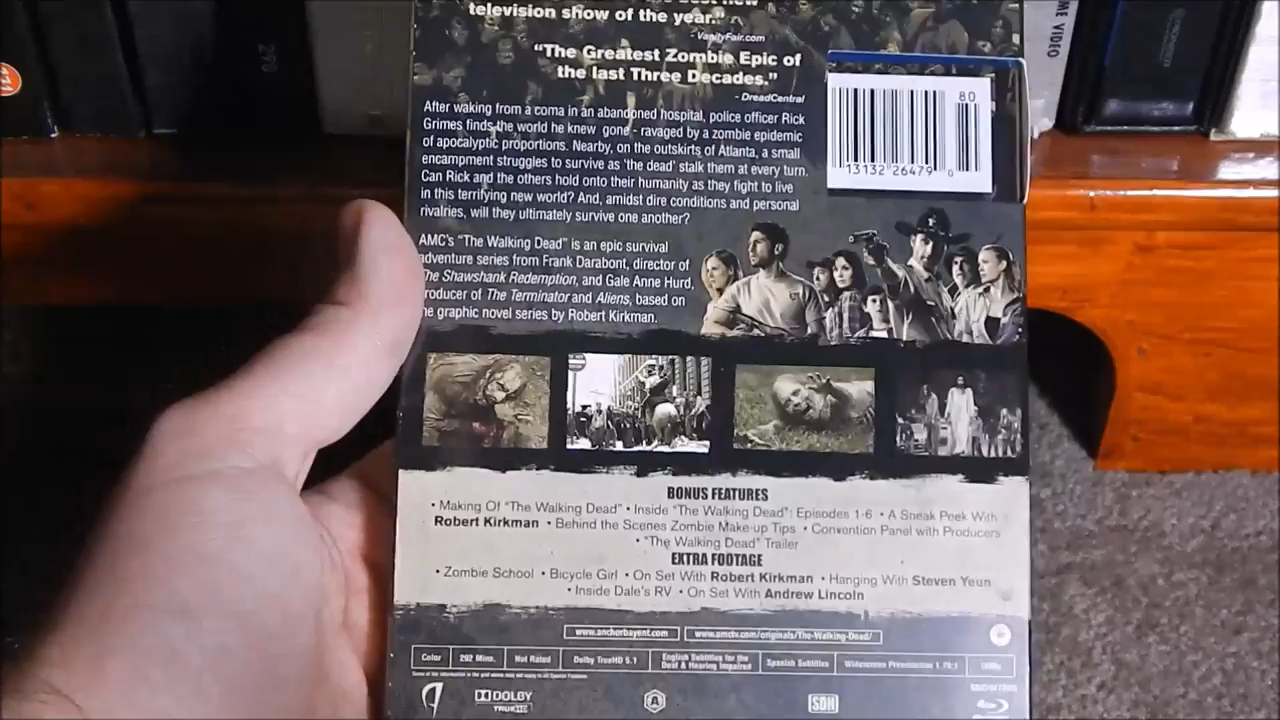 television show of the year."
- VanityFair.com
"The Greatest Zombie Epic of
the last Three Decades."
- DreadCentral
After waking from a coma in an abandoned hospital, police officer Rick
Grimes finds the world he knew gone - ravaged by a zombie epidemic
of apocalyptic proportions. Nearby, on the outskirts of Atlanta, a small
encampment struggles to survive as 'the dead' stalk them at every turn.
Can Rick and the others hold onto their humanity as they fight to live
in this terrifying new world? And, amidst dire conditions and personal
rivalries, will they ultimately survive one another?
AMC's "The Walking Dead" is an epic survival
adventure series from Frank Darabont, director of
The Shawshank Redemption, and Gale Anne Hurd,
roducer of The Terminator and Aliens, based on
he graphic novel series by Robert Kirkman.
80
13132 26479 0
BONUS FEATURES
• Making Of "The Walking Dead" • Inside "The Walking Dead": Episodes 1-6 • A Sneak Peek With
Robert Kirkman • Behind the Scenes Zombie Make-up Tips • Convention Panel with Producers
• "The Walking Dead" Trailer
EXTRA FOOTAGE
• Zombie School • Bicycle Girl • On Set With Robert Kirkman • Hanging With Steven Yeun
• Inside Dale's RV • On Set With Andrew Lincoln
www.anchorbayent.com
www.amctv.com/originals/The-Walking-Dead/
Color
292 Mins.
Not Rated
Dolby TrueHD 5.1
English Subtitles for the
Deaf & Hearing Impaired
Spanish Subtitles
Widescreen Presentation 1.78:1
1080p
DOLBY
TRUEHD
A
SDH
VIDEO